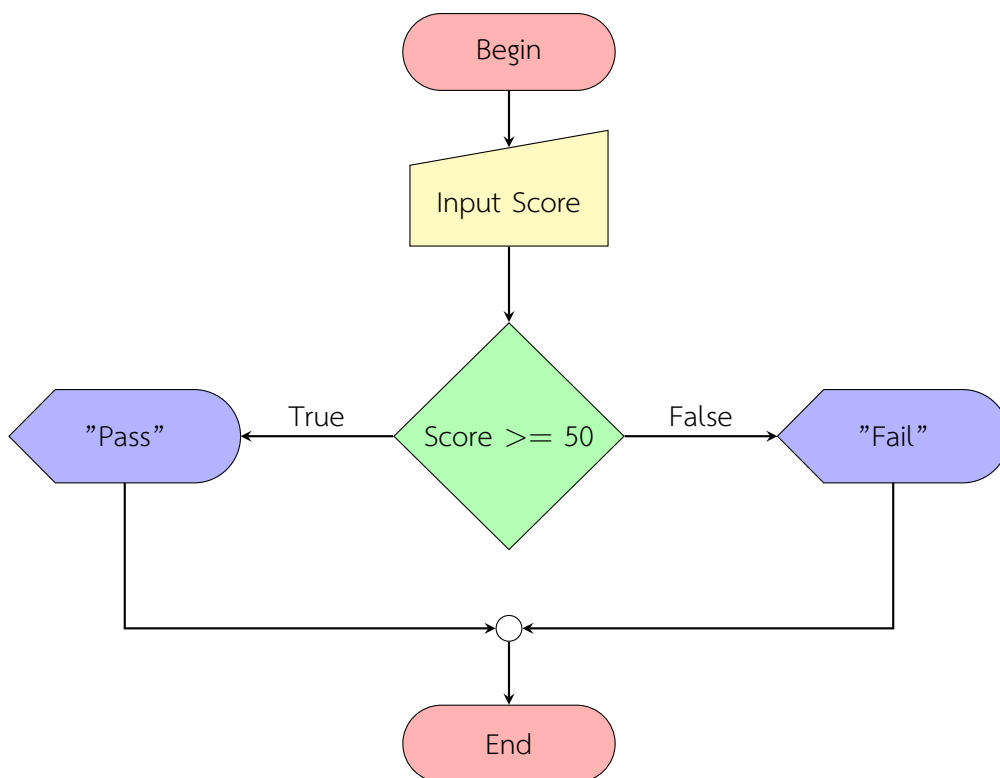 Begin
Input Score
True
False
”Pass”
Score >= 50
”Fail”
End